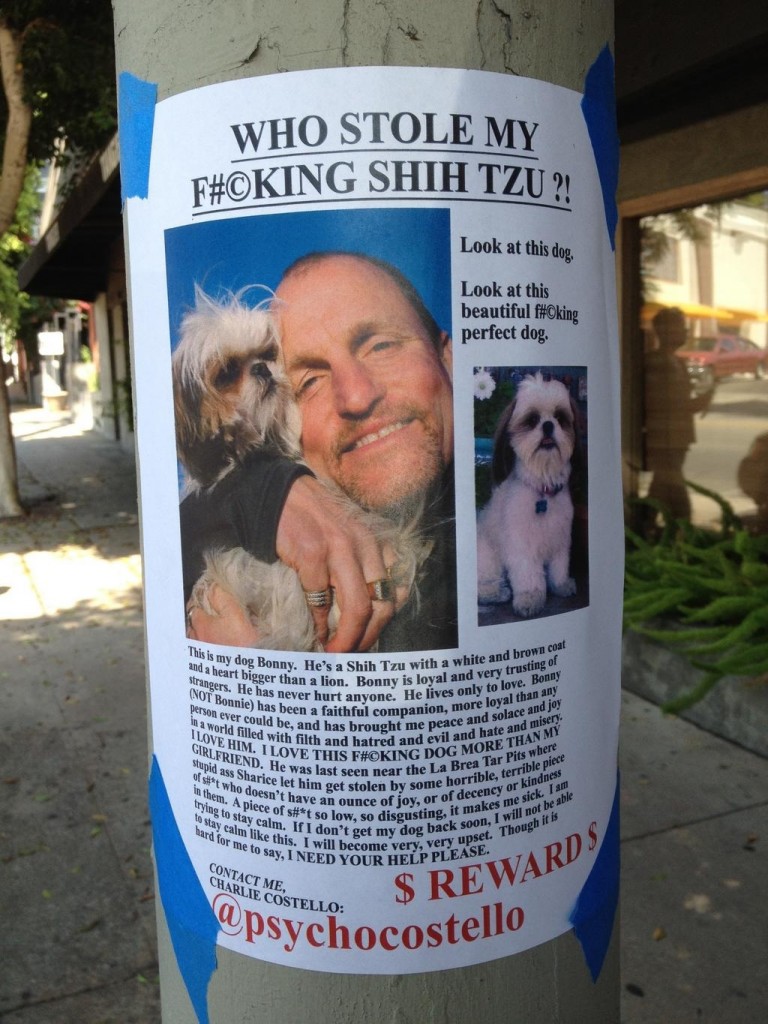 WHO STOLE MY
F#©KING SHIH TZU ?!
Look at this dog.
Look at this
beautiful f#©king
perfect dog.
This is my dog Bonny. He's a Shih Tzu with a white and brown coat
and a heart bigger than a lion. Bonny is loyal and very trusting of
strangers. He has never hurt anyone. He lives only to love. Bonny
(NOT Bonnie) has been a faithful companion, more loyal than any
person ever could be, and has brought me peace and solace and joy
in a world filled with filth and hatred and evil and hate and misery.
I LOVE HIM. I LOVE THIS F#©KING DOG MORE THAN MY
GIRLFRIEND. He was last seen near the La Brea Tar Pits where
stupid ass Sharice let him get stolen by some horrible, terrible piece
of s#*t who doesn't have an ounce of joy, or of decency or kindness
in them. A piece of s#*t so low, so disgusting, it makes me sick. I am
trying to stay calm. If I don't get my dog back soon, I will not be able
to stay calm like this. I will become very, very upset. Though it is
hard for me to say, I NEED YOUR HELP PLEASE.
CONTACT ME,
CHARLIE COSTELLO:
$ REWARD $
@psychocostello